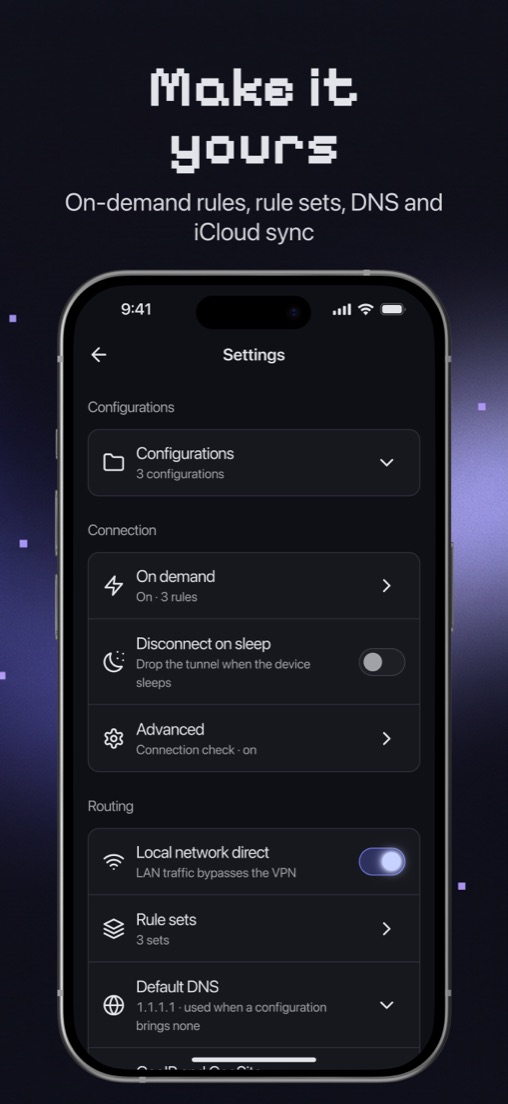 Make it
yours
On-demand rules, rule sets, DNS and
iCloud sync
9:41
Settings
Configurations
Configurations
3 configurations
Connection
On demand
On · 3 rules
Disconnect on sleep
Drop the tunnel when the device
sleeps
Advanced
Connection check · on
Routing
Local network direct
LAN traffic bypasses the VPN
Rule sets
3 sets
Default DNS
1.1.1.1 · used when a configuration
brings none